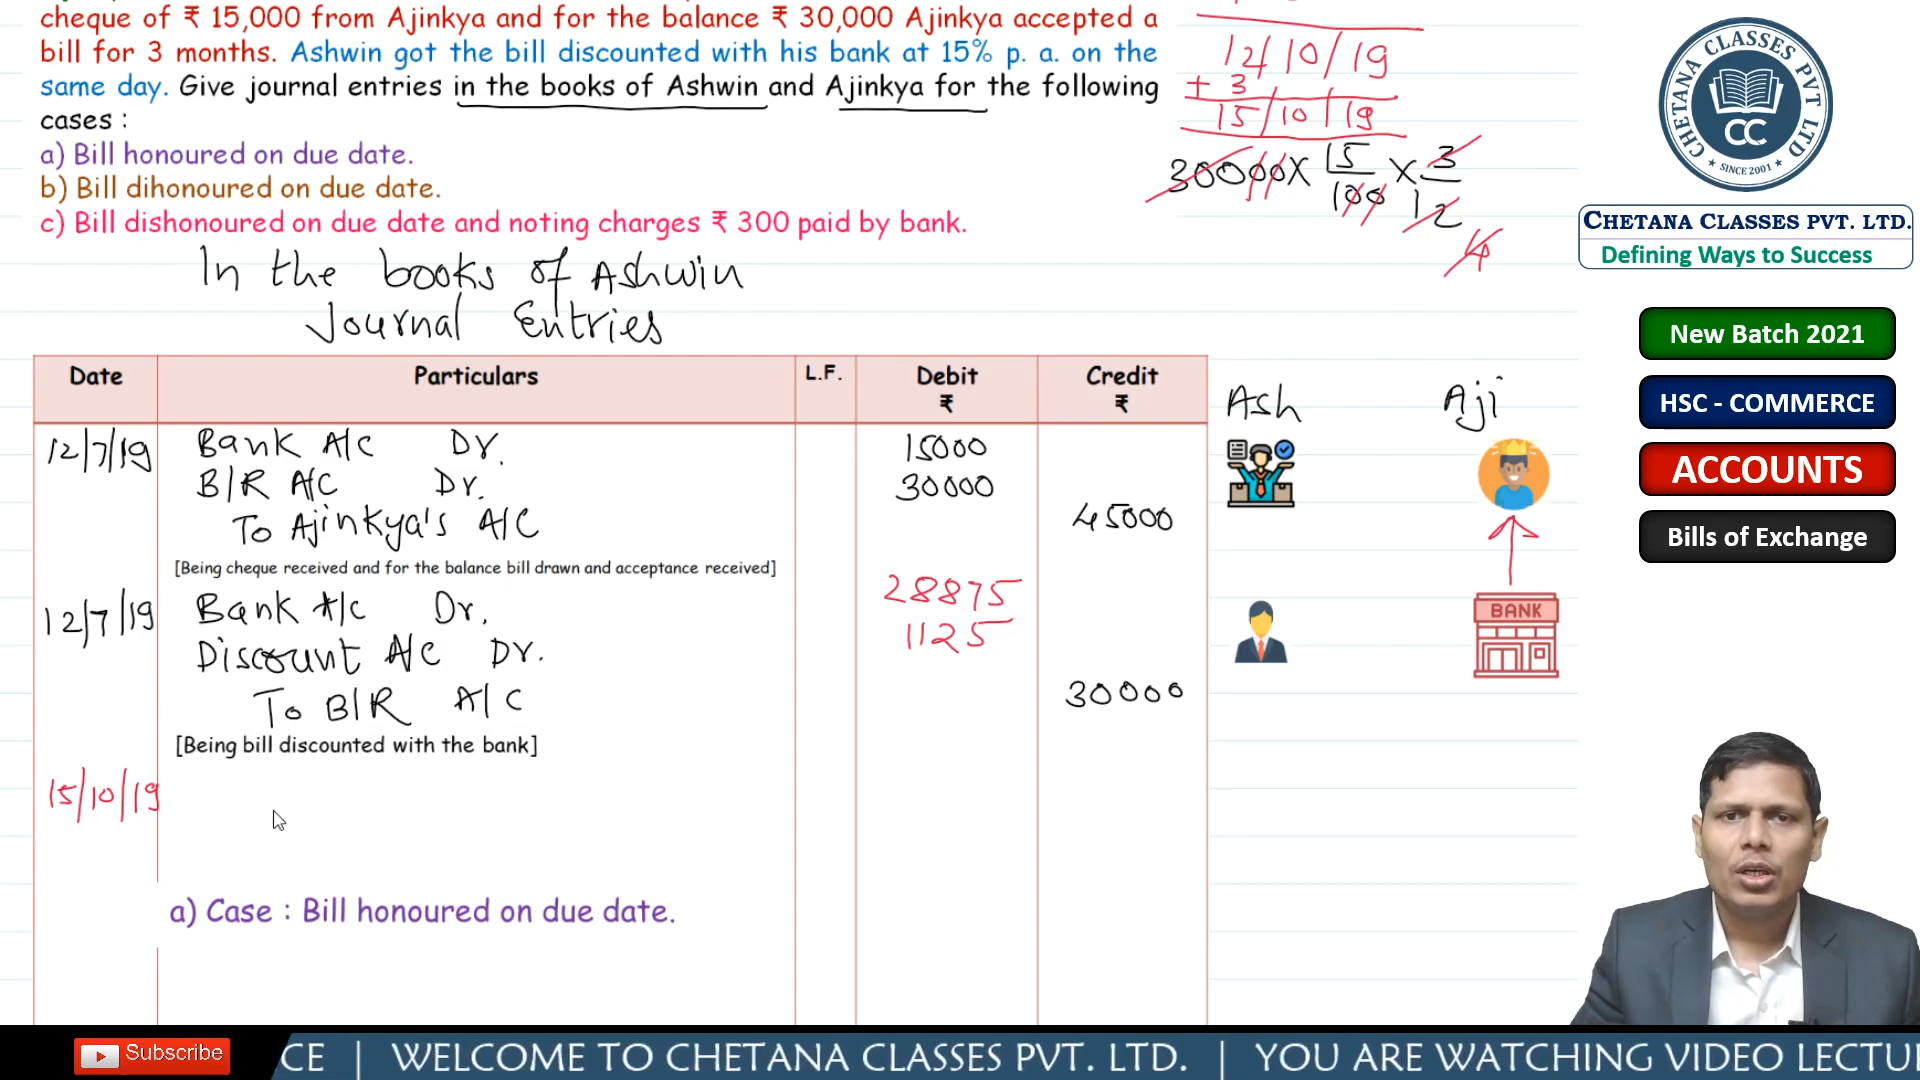 cheque of ₹ 15,000 from Ajinkya and for the balance ₹ 30,000 Ajinkya accepted a
bill for 3 months. Ashwin got the bill discounted with his bank at 15% p. a. on the
same day. Give journal entries in the books of Ashwin and Ajinkya for the following
cases :
a) Bill honoured on due date.
b) Bill dihonoured on due date.
c) Bill dishonoured on due date and noting charges ₹ 300 paid by bank.
12/10/19
+ 3
15/10/19
30000 X 15/100 X 3/12
4
In the books of Ashwin
Journal Entries
Date Particulars L.F. Debit ₹ Credit ₹
12/7/19 Bank A/C Dr. 15000
B/R A/C Dr. 30000
To Ajinkya's A/C 45000
[Being cheque received and for the balance bill drawn and acceptance received]
12/7/19 Bank A/c Dr. 28875
Discount A/C Dr. 1125
To B/R A/C 30000
[Being bill discounted with the bank]
15/10/19
a) Case : Bill honoured on due date.
Ash Aji
BANK
CHETANA CLASSES PVT LTD
CC
SINCE 2001
CHETANA CLASSES PVT. LTD.
Defining Ways to Success
New Batch 2021
HSC - COMMERCE
ACCOUNTS
Bills of Exchange
Subscribe
CE | WELCOME TO CHETANA CLASSES PVT. LTD. | YOU ARE WATCHING VIDEO LECTU